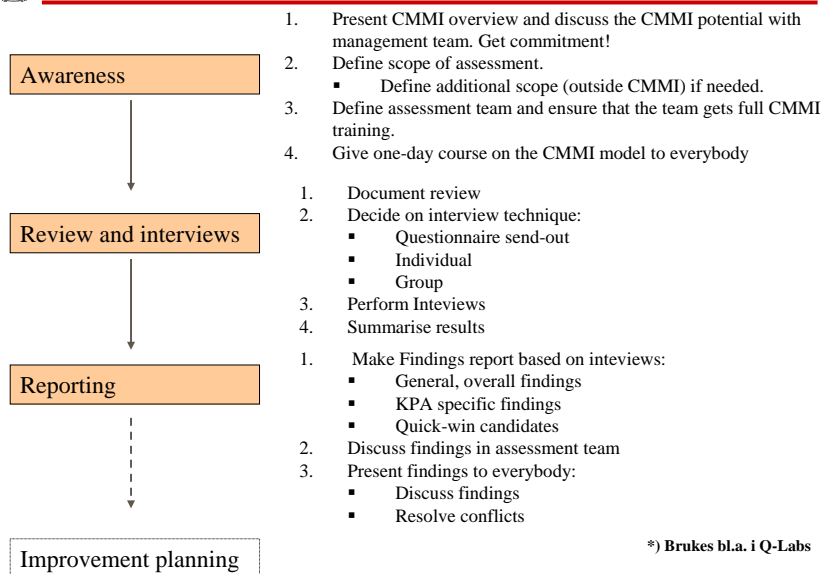 Awareness
1. Present CMMI overview and discuss the CMMI potential with
management team. Get commitment!
2. Define scope of assessment.
▪ Define additional scope (outside CMMI) if needed.
3. Define assessment team and ensure that the team gets full CMMI
training.
4. Give one-day course on the CMMI model to everybody
Review and interviews
1. Document review
2. Decide on interview technique:
▪ Questionnaire send-out
▪ Individual
▪ Group
3. Perform Inteviews
4. Summarise results
Reporting
1. Make Findings report based on inteviews:
▪ General, overall findings
▪ KPA specific findings
▪ Quick-win candidates
2. Discuss findings in assessment team
3. Present findings to everybody:
▪ Discuss findings
▪ Resolve conflicts
Improvement planning
*) Brukes bl.a. i Q-Labs